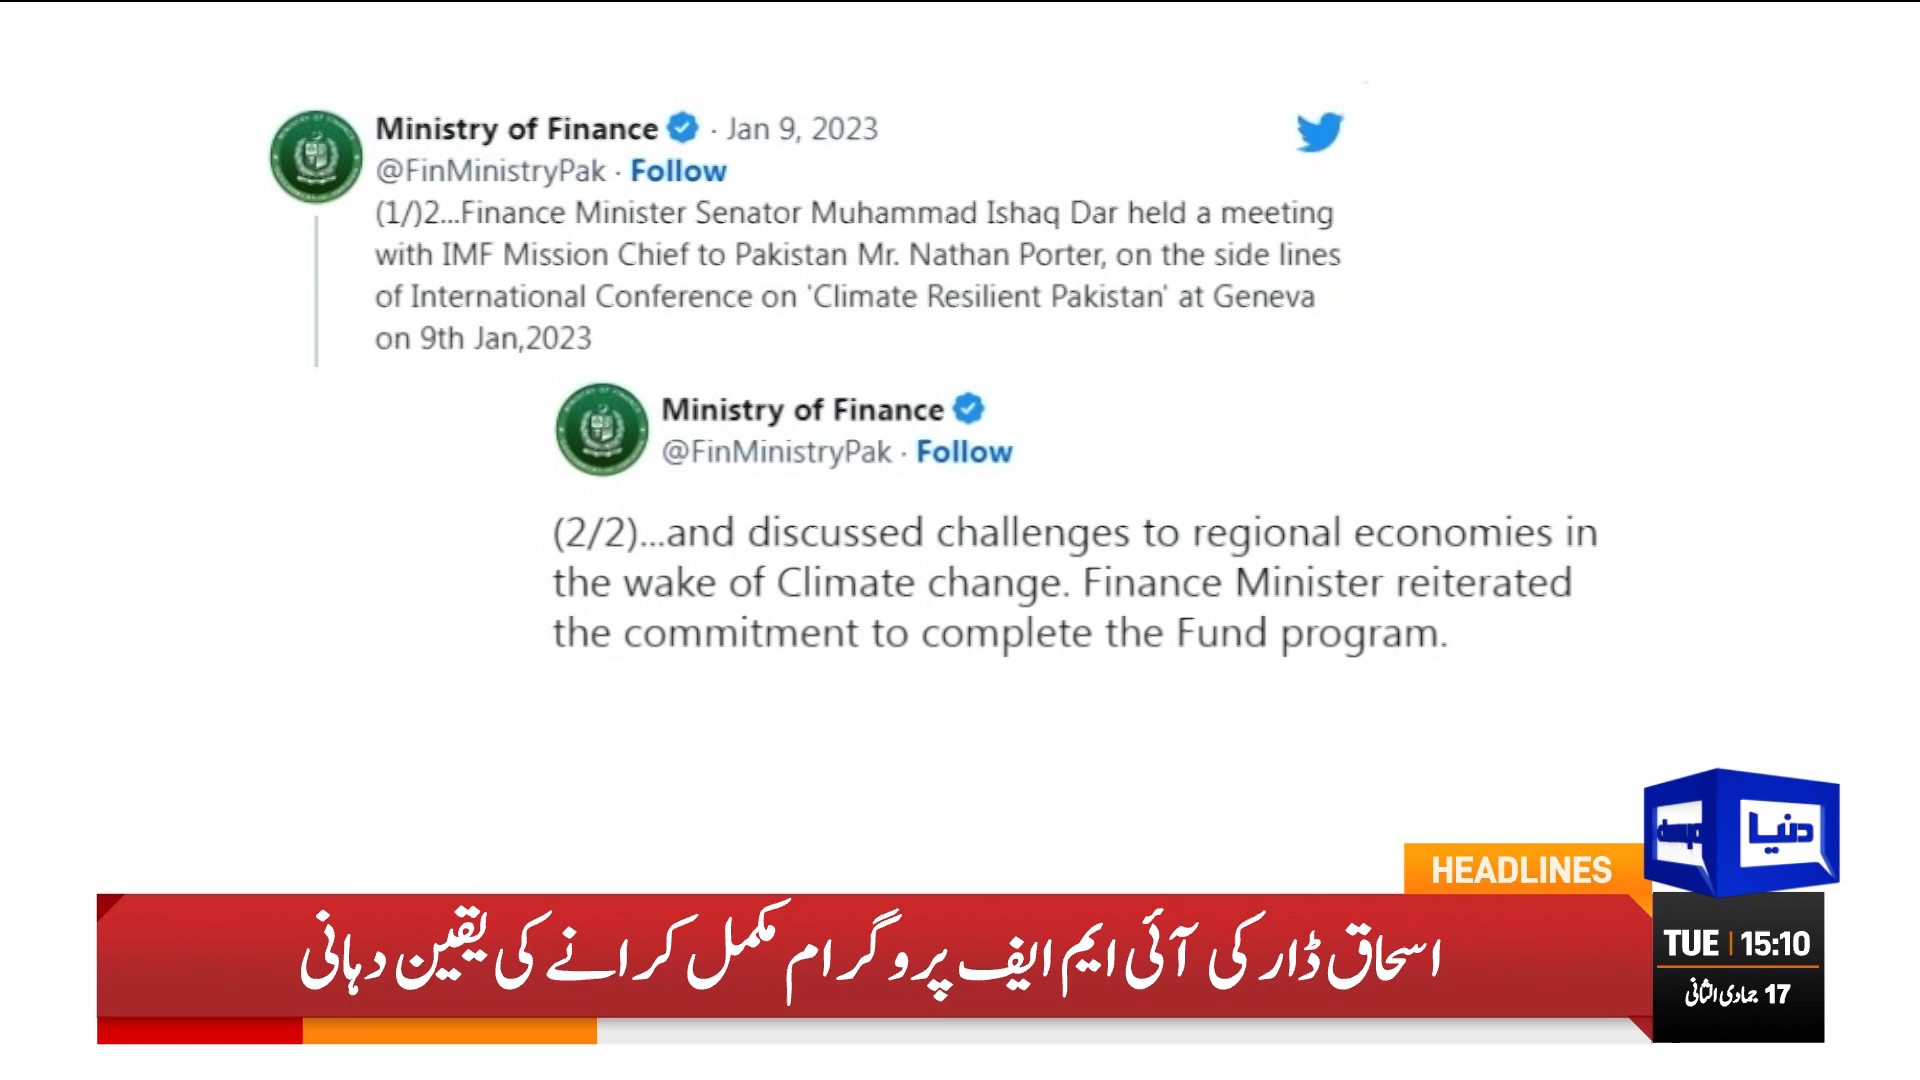 Ministry of Finance · Jan 9, 2023
@FinMinistryPak · Follow
(1/)2...Finance Minister Senator Muhammad Ishaq Dar held a meeting
with IMF Mission Chief to Pakistan Mr. Nathan Porter, on the side lines
of International Conference on 'Climate Resilient Pakistan' at Geneva
on 9th Jan,2023
Ministry of Finance
@FinMinistryPak · Follow
(2/2)...and discussed challenges to regional economies in
the wake of Climate change. Finance Minister reiterated
the commitment to complete the Fund program.
دنیا
HEADLINES
اسحاق ڈار کی آئی ایم ایف پروگرام مکمل کرانے کی یقین دہانی
TUE | 15:10
17 جمادی الثانی